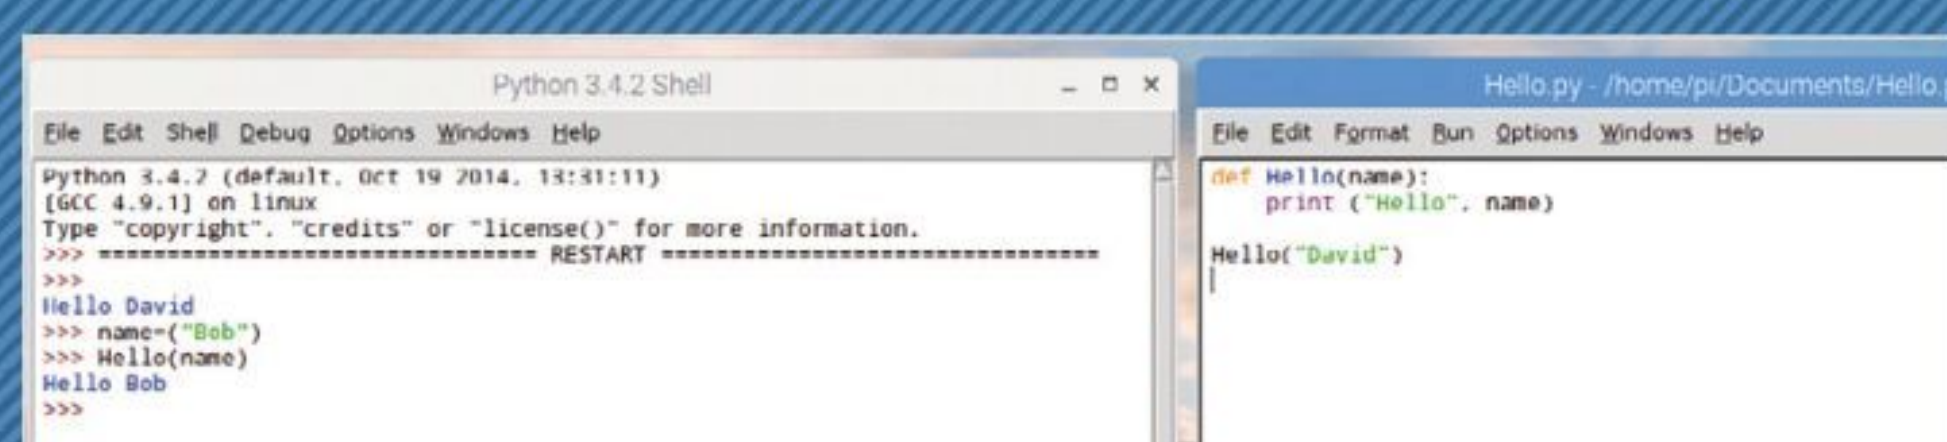 Python 3.4.2 Shell
File Edit Shell Debug Options Windows Help
Python 3.4.2 (default, Oct 19 2014, 13:31:11)
[GCC 4.9.1] on linux
Type "copyright", "credits" or "license()" for more information.
>>> ================================ RESTART ================================
>>>
Hello David
>>> name=("Bob")
>>> Hello(name)
Hello Bob
>>>
Hello.py - /home/pi/Documents/Hello.
File Edit Format Run Options Windows Help
def Hello(name):
    print ("Hello", name)
Hello("David")